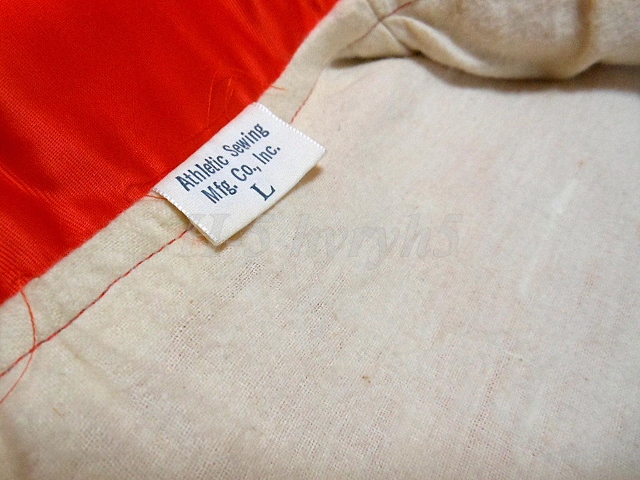 Athletic Sewing
Mfg. Co., Inc.
L